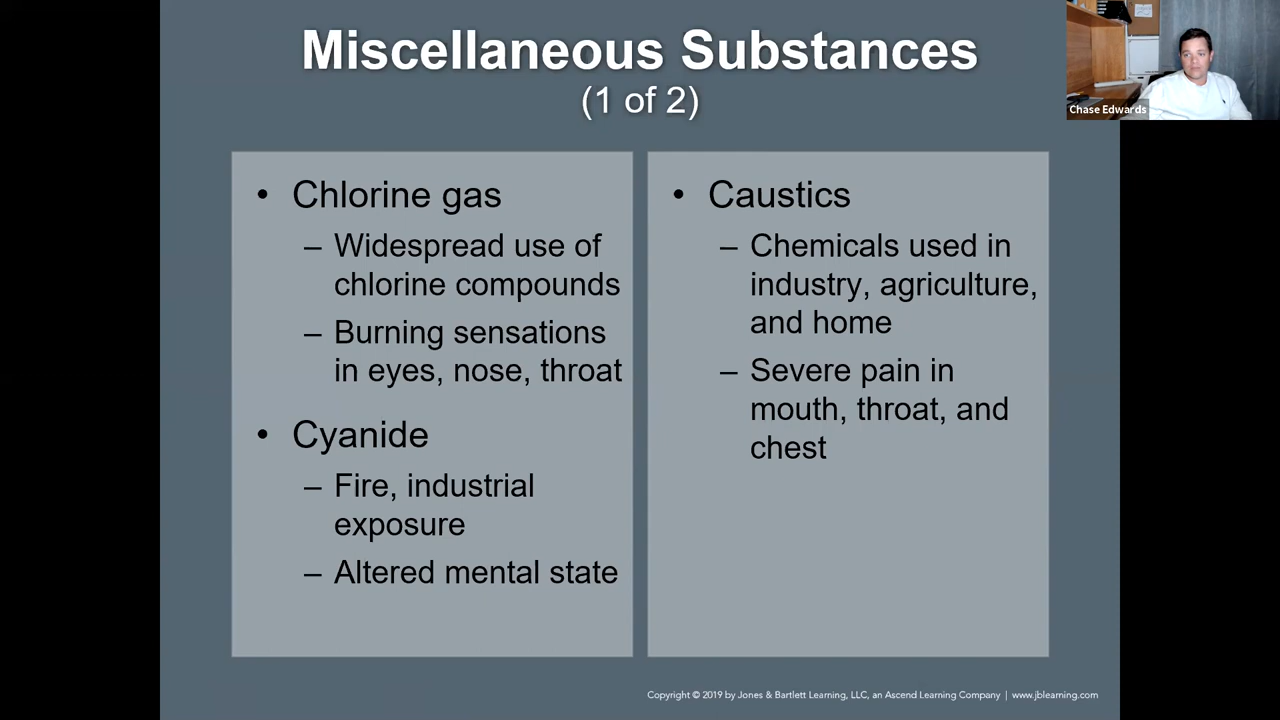 Miscellaneous Substances
(1 of 2)
• Chlorine gas
– Widespread use of
chlorine compounds
– Burning sensations
in eyes, nose, throat
• Cyanide
– Fire, industrial
exposure
– Altered mental state
• Caustics
– Chemicals used in
industry, agriculture,
and home
– Severe pain in
mouth, throat, and
chest
Chase Edwards
Copyright © 2019 by Jones & Bartlett Learning, LLC, an Ascend Learning Company | www.jblearning.com